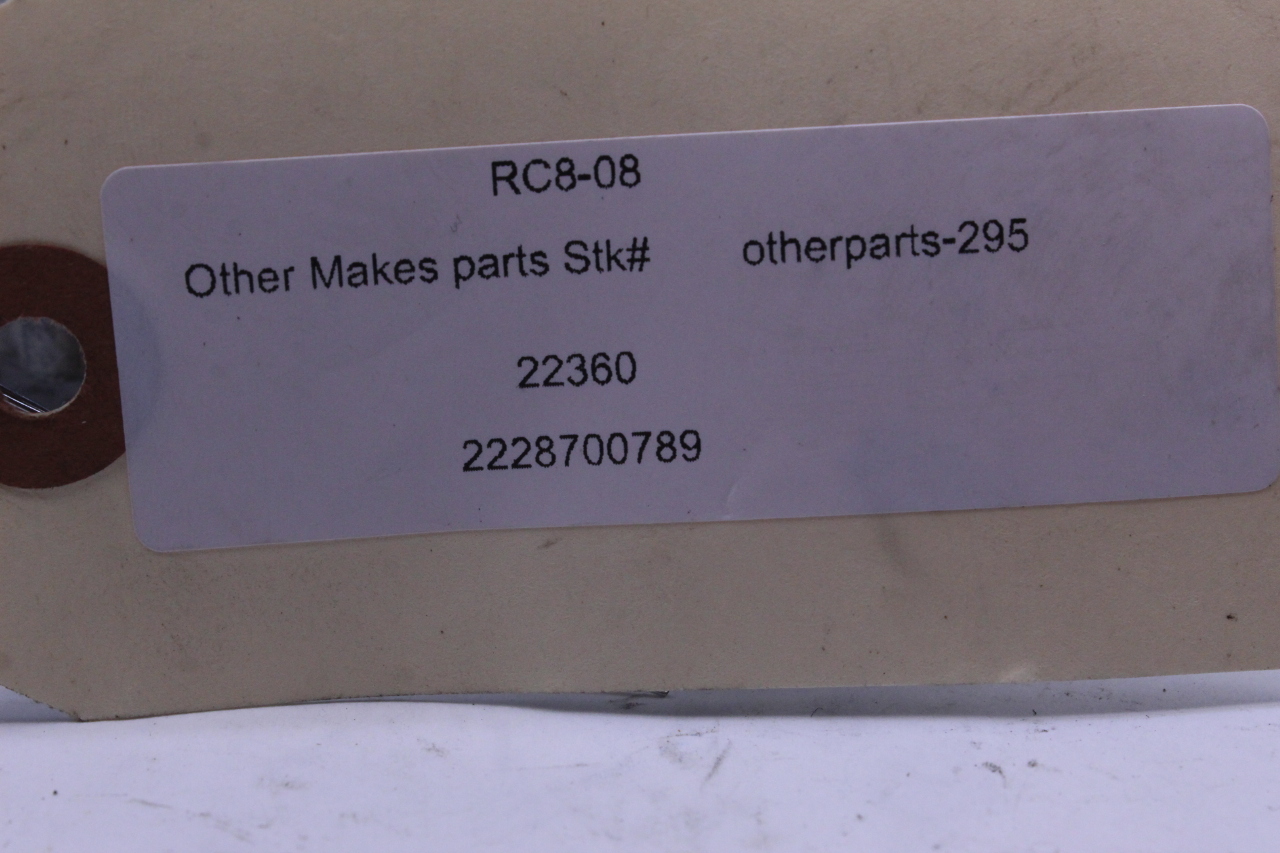 RC8-08
Other Makes parts Stk# otherparts-295
22360
2228700789